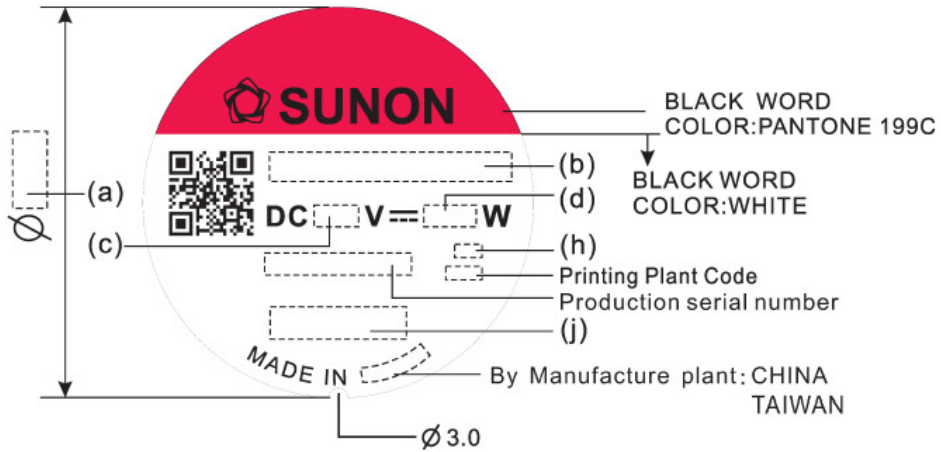 SUNON
BLACK WORD
COLOR:PANTONE 199C
(a)
(b)
BLACK WORD
COLOR:WHITE
DC V⎓ W
(d)
(c)
(h)
Printing Plant Code
Production serial number
(j)
MADE IN
By Manufacture plant: CHINA
TAIWAN
Ø
Ø 3.0